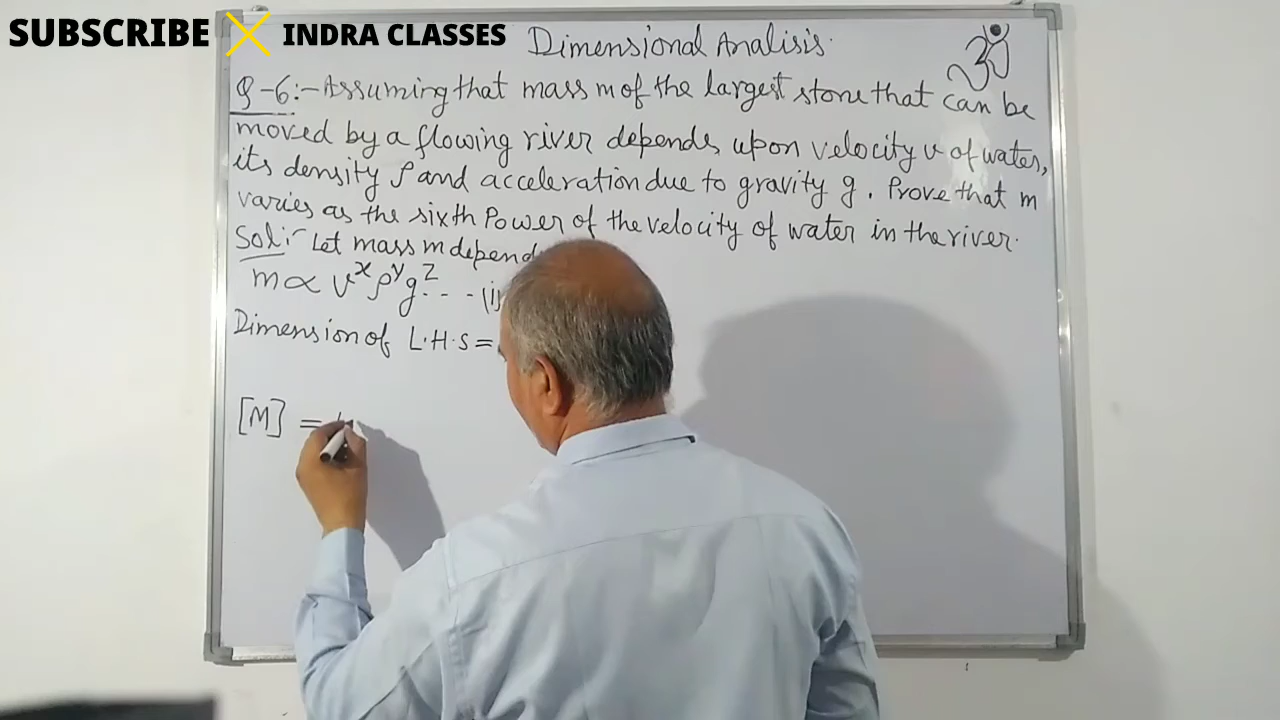 SUBSCRIBE INDRA CLASSES
Dimensional Analisis.
ॐ
Q-6:- Assuming that mass m of the largest stone that can be
moved by a flowing river depends upon velocity v of water,
its density ρ and acceleration due to gravity g. Prove that m
varies as the sixth Power of the velocity of water in the river.
Sol:- Let mass m depend
m ∝ v^x ρ^y g^z - - - (i)
Dimension of L.H.S =
[M] =